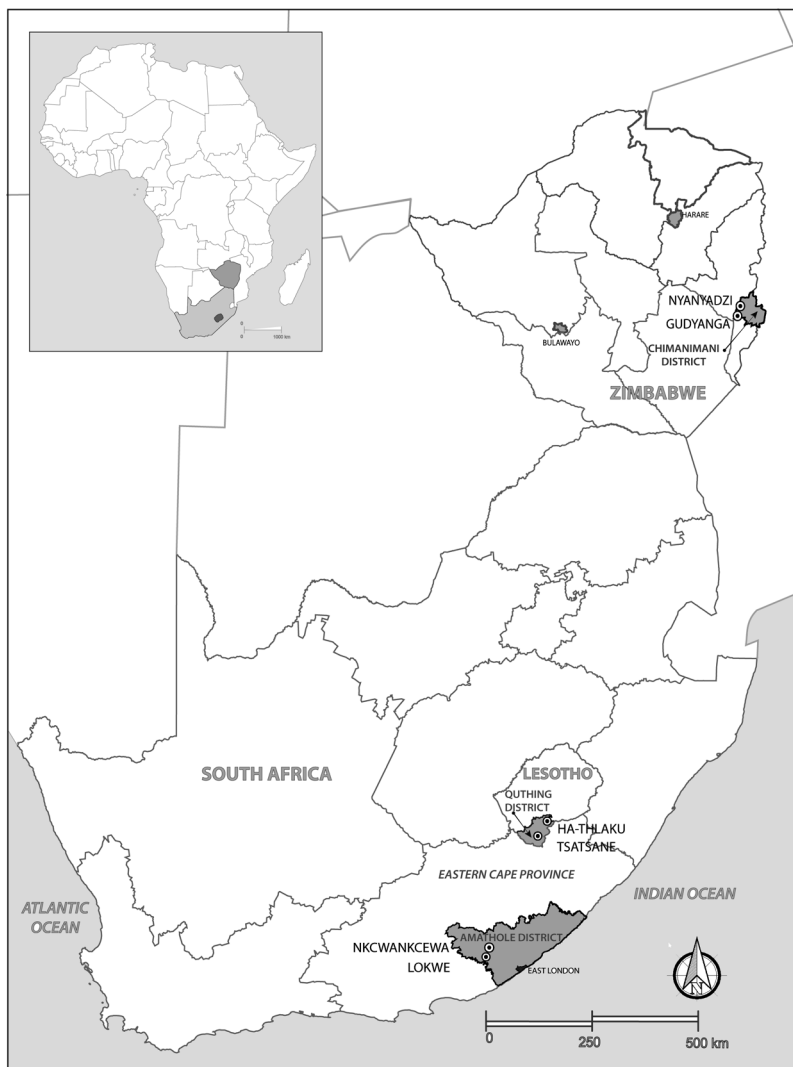 0
1000 km
HARARE
NYANYADZI
GUDYANGA
BULAWAYO
CHIMANIMANI
DISTRICT
ZIMBABWE
SOUTH AFRICA
LESOTHO
QUTHING
DISTRICT
HA-THLAKU
TSATSANE
EASTERN CAPE PROVINCE
ATLANTIC
OCEAN
INDIAN OCEAN
AMATHOLE DISTRICT
NKCWANKCEWA
LOKWE
EAST LONDON
N
0
250
500 km